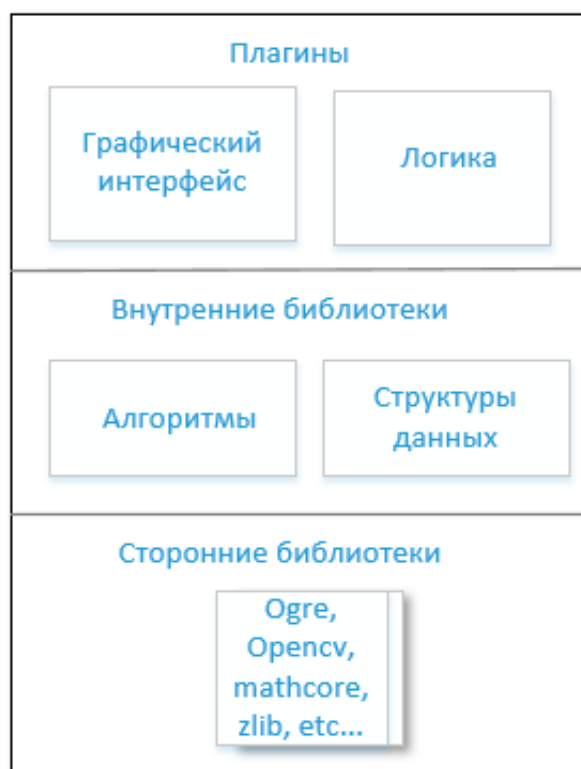 Плагины
Графический
интерфейс
Логика
Внутренние библиотеки
Алгоритмы
Структуры
данных
Сторонние библиотеки
Ogre,
Opencv,
mathcore,
zlib, etc...